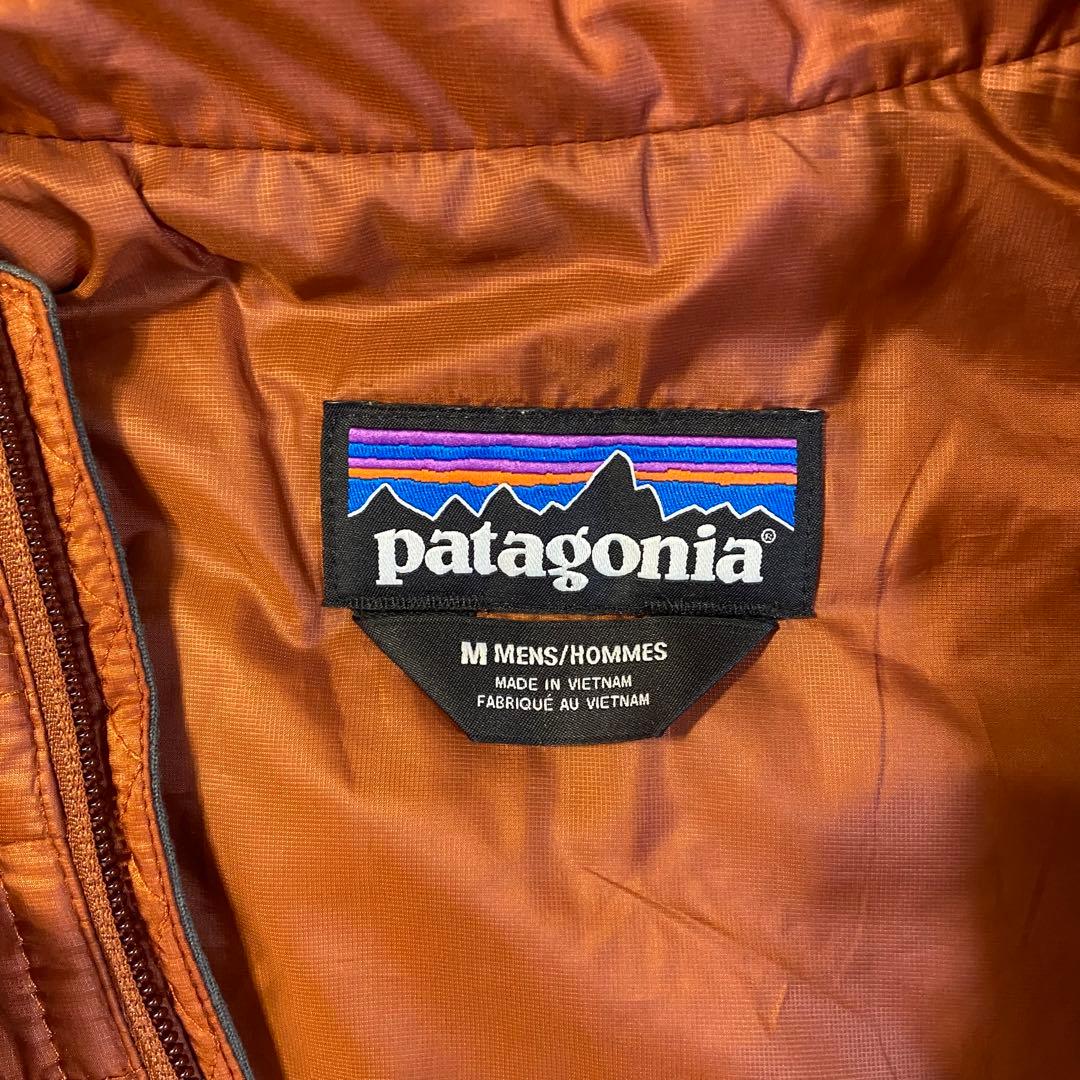 patagonia®
M MENS/HOMMES
MADE IN VIETNAM
FABRIQUÉ AU VIETNAM